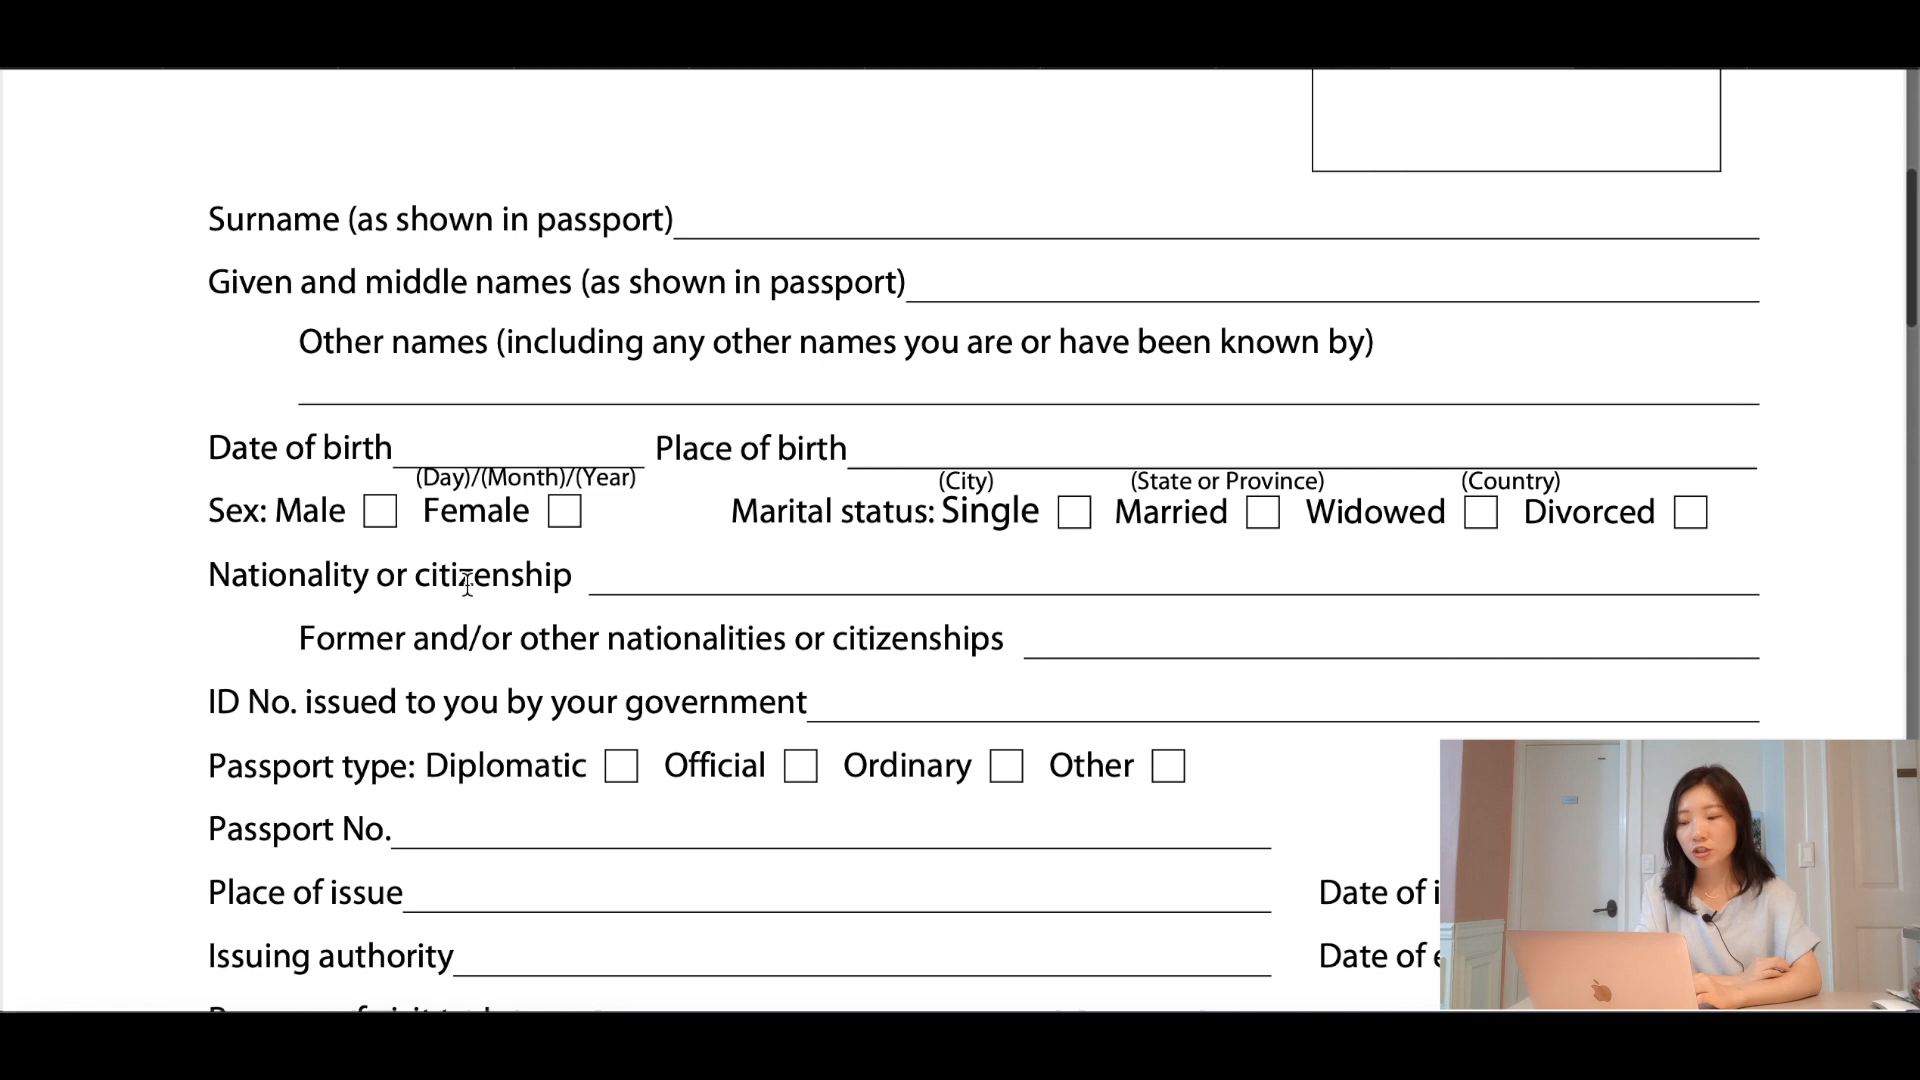 Surname (as shown in passport)
Given and middle names (as shown in passport)
Other names (including any other names you are or have been known by)
Date of birth Place of birth
(Day)/(Month)/(Year) (City) (State or Province) (Country)
Sex: Male Female Marital status: Single Married Widowed Divorced
Nationality or citizenship
Former and/or other nationalities or citizenships
ID No. issued to you by your government
Passport type: Diplomatic Official Ordinary Other
Passport No.
Place of issue Date of i
Issuing authority Date of e